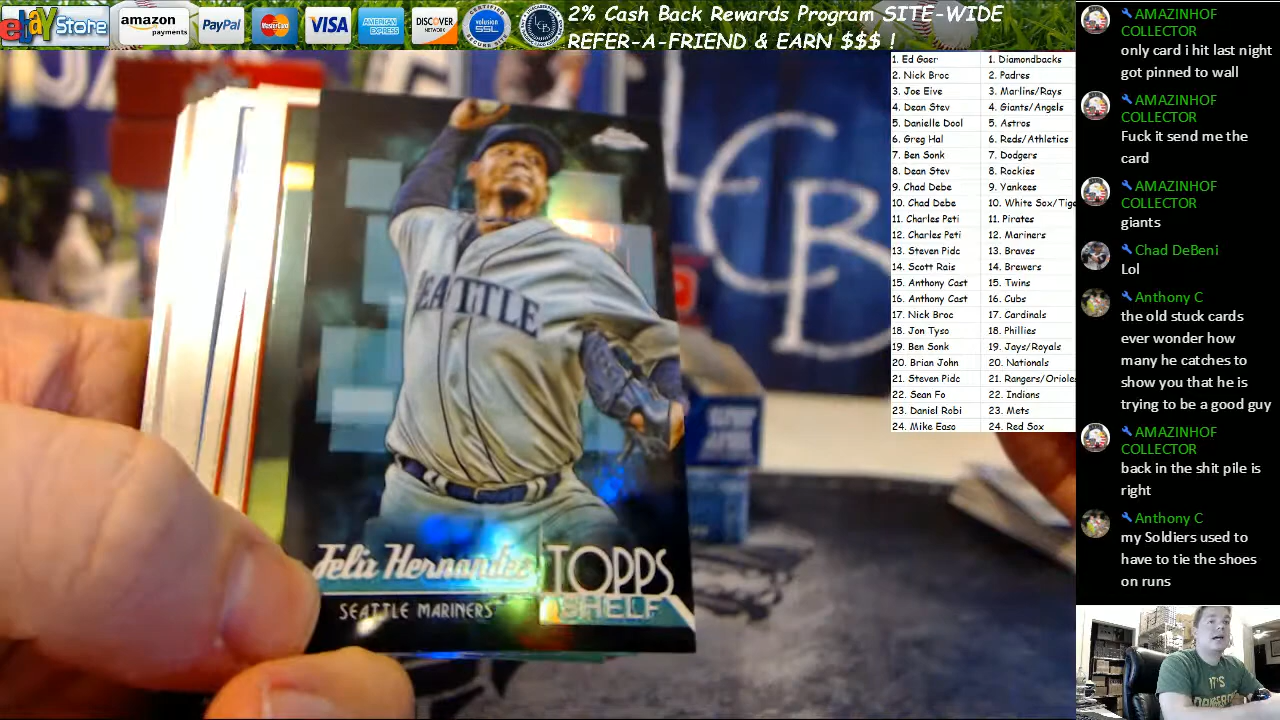 ebay Store
amazon
payments
PayPal
MasterCard
VISA
AMERICAN
EXPRESS
DISCOVER
NETWORK
volusion
SSL
CERTIFIED
LCB
2% Cash Back Rewards Program SITE-WIDE
REFER-A-FRIEND & EARN $$$ !
1. Ed Gaer 1. Diamondbacks
2. Nick Broc 2. Padres
3. Joe Eive 3. Marlins/Rays
4. Dean Stev 4. Giants/Angels
5. Danielle Dool 5. Astros
6. Greg Hal 6. Reds/Athletics
7. Ben Sonk 7. Dodgers
8. Dean Stev 8. Rockies
9. Chad Debe 9. Yankees
10. Chad Debe 10. White Sox/Tige
11. Charles Peti 11. Pirates
12. Charles Peti 12. Mariners
13. Steven Pidc 13. Braves
14. Scott Rais 14. Brewers
15. Anthony Cast 15. Twins
16. Anthony Cast 16. Cubs
17. Nick Broc 17. Cardinals
18. Jon Tyso 18. Phillies
19. Ben Sonk 19. Jays/Royals
20. Brian John 20. Nationals
21. Steven Pidc 21. Rangers/Oriole
22. Sean Fo 22. Indians
23. Daniel Robi 23. Mets
24. Mike Easo 24. Red Sox
AMAZINHOF
COLLECTOR
only card i hit last night
got pinned to wall
AMAZINHOF
COLLECTOR
Fuck it send me the
card
AMAZINHOF
COLLECTOR
giants
Chad DeBeni
Lol
Anthony C
the old stuck cards
ever wonder how
many he catches to
show you that he is
trying to be a good guy
AMAZINHOF
COLLECTOR
back in the shit pile is
right
Anthony C
my Soldiers used to
have to tie the shoes
on runs
LCB
SEATTLE
Felix Hernandez
TOPPS
SHELF
SEATTLE MARINERS
IT'S